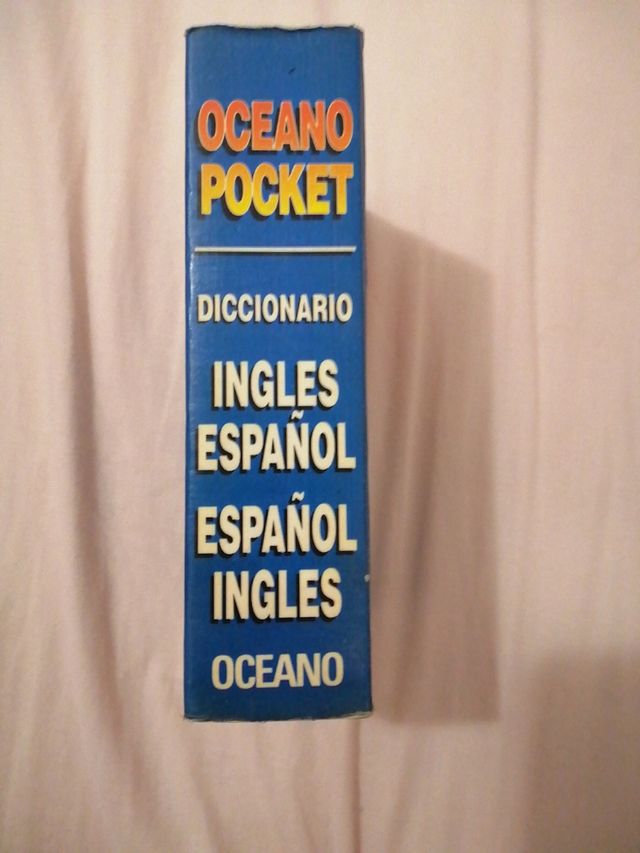 OCEANO
POCKET
DICCIONARIO
INGLES
ESPAÑOL
ESPAÑOL
INGLES
OCEANO